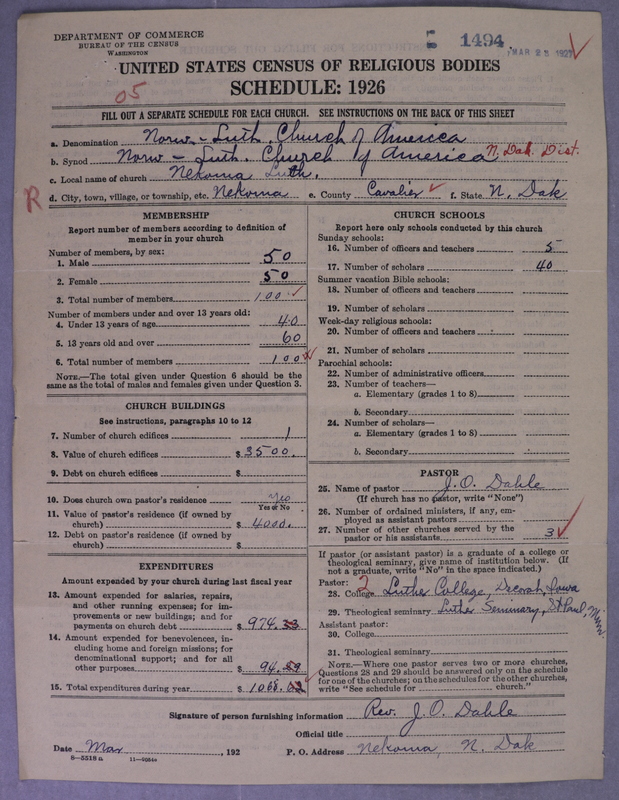 DEPARTMENT OF COMMERCE
BUREAU OF THE CENSUS
WASHINGTON
1494
MAR 25 1927
UNITED STATES CENSUS OF RELIGIOUS BODIES
SCHEDULE: 1926
05
FILL OUT A SEPARATE SCHEDULE FOR EACH CHURCH. SEE INSTRUCTIONS ON THE BACK OF THIS SHEET
a. Denomination Norw - Luth. Church of America
b. Synod Norw - Luth. Church of America N. Dak. Dist.
c. Local name of church Nekoma Luth.
R
d. City, town, village, or township, etc. Nekoma e. County Cavalier f. State N. Dak
MEMBERSHIP
Report number of members according to definition of
member in your church
Number of members, by sex:
1. Male 50
2. Female 50
3. Total number of members 100
Number of members under and over 13 years old:
4. Under 13 years of age 40
5. 13 years old and over 60
6. Total number of members 100
NOTE.—The total given under Question 6 should be the
same as the total of males and females given under Question 3.
CHURCH BUILDINGS
See instructions, paragraphs 10 to 12
7. Number of church edifices 1
8. Value of church edifices $ 3500.
9. Debt on church edifices $
10. Does church own pastor's residence yes
Yes or No
11. Value of pastor's residence (if owned by
church) $ 4000.
12. Debt on pastor's residence (if owned by
church) $
EXPENDITURES
Amount expended by your church during last fiscal year
13. Amount expended for salaries, repairs,
and other running expenses; for im-
provements or new buildings; and for
payments on church debt $ 974.
14. Amount expended for benevolences, in-
cluding home and foreign missions; for
denominational support; and for all
other purposes $ 94.
15. Total expenditures during year $
CHURCH SCHOOLS
Report here only schools conducted by this church
Sunday schools:
16. Number of officers and teachers 5
17. Number of scholars 40
Summer vacation Bible schools:
18. Number of officers and teachers
19. Number of scholars
Week-day religious schools:
20. Number of officers and teachers
21. Number of scholars
Parochial schools:
22. Number of administrative officers
23. Number of teachers—
a. Elementary (grades 1 to 8)
b. Secondary
24. Number of scholars—
a. Elementary (grades 1 to 8)
b. Secondary
PASTOR
25. Name of pastor J. O. Dahle
(If church has no pastor, write "None")
26. Number of ordained ministers, if any, em-
ployed as assistant pastors
27. Number of other churches served by the
pastor or his assistants 3
If pastor (or assistant pastor) is a graduate of a college or
theological seminary, give name of institution below. (If
not a graduate, write "No" in the space indicated.)
Pastor: 2
28. College Luther College, Decorah, Iowa
29. Theological seminary Luther Seminary, St Paul, Minn.
Assistant pastor:
30. College
31. Theological seminary
NOTE.—Where one pastor serves two or more churches,
Questions 28 and 29 should be answered only on the schedule
for one of the churches; on the schedules for the other churches,
write "See schedule for church."
Signature of person furnishing information Rev. J. O. Dahle
Official title
Date Mar , 192 P. O. Address Nekoma, N. Dak
8—5518 a